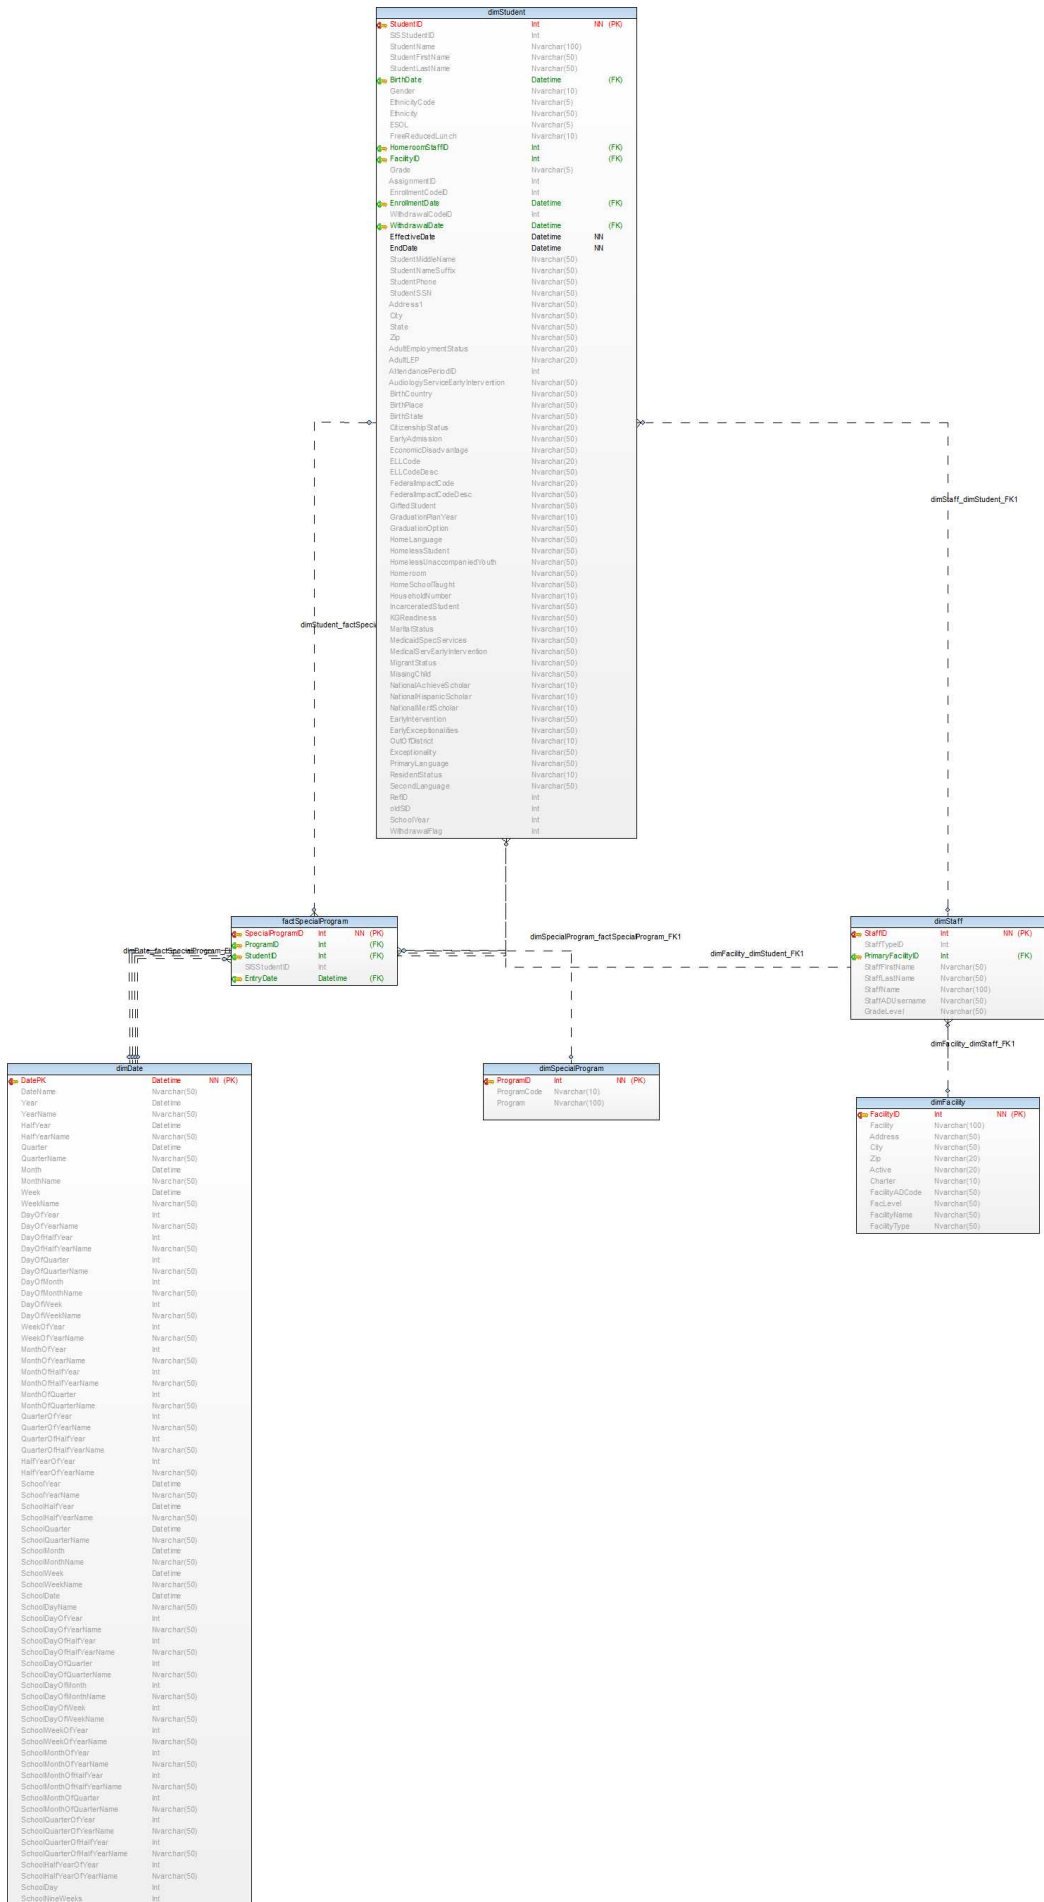 dimStudent
StudentID Int NN (PK)
SISStudentID Int
StudentName Nvarchar(100)
StudentFirstName Nvarchar(50)
StudentLastName Nvarchar(50)
BirthDate Datetime (FK)
Gender Nvarchar(10)
EthnicityCode Nvarchar(5)
Ethnicity Nvarchar(50)
ESOL Nvarchar(5)
FreeReducedLunch Nvarchar(10)
HomeroomStaffID Int (FK)
FacilityID Int (FK)
Grade Nvarchar(5)
AssignmentID Int
EnrollmentCodeID Int
EnrollmentDate Datetime (FK)
WithdrawalCodeID Int
WithdrawalDate Datetime (FK)
EffectiveDate Datetime NN
EndDate Datetime NN
StudentMiddleName Nvarchar(50)
StudentNameSuffix Nvarchar(50)
StudentPhone Nvarchar(50)
StudentSSN Nvarchar(50)
Address1 Nvarchar(50)
City Nvarchar(50)
State Nvarchar(50)
Zip Nvarchar(50)
AdultEmploymentStatus Nvarchar(20)
AdultLEP Nvarchar(20)
AttendancePeriodID Int
AudiologyServiceEarlyIntervention Nvarchar(50)
BirthCountry Nvarchar(50)
BirthPlace Nvarchar(50)
BirthState Nvarchar(50)
CitizenshipStatus Nvarchar(20)
EarlyAdmission Nvarchar(50)
EconomicDisadvantage Nvarchar(50)
ELLCode Nvarchar(20)
ELLCodeDesc Nvarchar(50)
FederalImpactCode Nvarchar(20)
FederalImpactCodeDesc Nvarchar(50)
GiftedStudent Nvarchar(50)
GraduationPlanYear Nvarchar(10)
GraduationOption Nvarchar(50)
HomeLanguage Nvarchar(50)
HomelessStudent Nvarchar(50)
HomelessUnaccompaniedYouth Nvarchar(50)
Homeroom Nvarchar(50)
HomeSchoolTaught Nvarchar(50)
HouseholdNumber Nvarchar(10)
IncarceratedStudent Nvarchar(50)
KGReadiness Nvarchar(50)
MaritalStatus Nvarchar(10)
MedicaidSpecServices Nvarchar(50)
MedicalServEarlyIntervention Nvarchar(50)
MigrantStatus Nvarchar(50)
MissingChild Nvarchar(50)
NationalAchieveScholar Nvarchar(10)
NationalHispanicScholar Nvarchar(10)
NationalMeritScholar Nvarchar(10)
EarlyIntervention Nvarchar(50)
EarlyExceptionalities Nvarchar(50)
OutOfDistrict Nvarchar(10)
Exceptionality Nvarchar(50)
PrimaryLanguage Nvarchar(50)
ResidentStatus Nvarchar(10)
SecondLanguage Nvarchar(50)
RefID Int
oldSID Int
SchoolYear Int
WithdrawalFlag Int
dimStaff_dimStudent_FK1
dimStudent_factSpeci
factSpecialProgram
SpecialProgramID Int NN (PK)
ProgramID Int (FK)
StudentID Int (FK)
SISStudentID Int
EntryDate Datetime (FK)
dimDate_factSpecialProgram_F
dimSpecialProgram_factSpecialProgram_FK1
dimFacility_dimStudent_FK1
dimStaff
StaffID Int NN (PK)
StaffTypeID Int
PrimaryFacilityID Int (FK)
StaffFirstName Nvarchar(50)
StaffLastName Nvarchar(50)
StaffName Nvarchar(100)
StaffADUsername Nvarchar(50)
GradeLevel Nvarchar(50)
dimFacility_dimStaff_FK1
dimSpecialProgram
ProgramID Int NN (PK)
ProgramCode Nvarchar(10)
Program Nvarchar(100)
dimFacility
FacilityID Int NN (PK)
Facility Nvarchar(100)
Address Nvarchar(50)
City Nvarchar(50)
Zip Nvarchar(20)
Active Nvarchar(20)
Charter Nvarchar(10)
FacilityADCode Nvarchar(50)
FacLevel Nvarchar(50)
FacilityName Nvarchar(50)
FacilityType Nvarchar(50)
dimDate
DatePK Datetime NN (PK)
DateName Nvarchar(50)
Year Datetime
YearName Nvarchar(50)
HalfYear Datetime
HalfYearName Nvarchar(50)
Quarter Datetime
QuarterName Nvarchar(50)
Month Datetime
MonthName Nvarchar(50)
Week Datetime
WeekName Nvarchar(50)
DayOfYear Int
DayOfYearName Nvarchar(50)
DayOfHalfYear Int
DayOfHalfYearName Nvarchar(50)
DayOfQuarter Int
DayOfQuarterName Nvarchar(50)
DayOfMonth Int
DayOfMonthName Nvarchar(50)
DayOfWeek Int
DayOfWeekName Nvarchar(50)
WeekOfYear Int
WeekOfYearName Nvarchar(50)
MonthOfYear Int
MonthOfYearName Nvarchar(50)
MonthOfHalfYear Int
MonthOfHalfYearName Nvarchar(50)
MonthOfQuarter Int
MonthOfQuarterName Nvarchar(50)
QuarterOfYear Int
QuarterOfYearName Nvarchar(50)
QuarterOfHalfYear Int
QuarterOfHalfYearName Nvarchar(50)
HalfYearOfYear Int
HalfYearOfYearName Nvarchar(50)
SchoolYear Datetime
SchoolYearName Nvarchar(50)
SchoolHalfYear Datetime
SchoolHalfYearName Nvarchar(50)
SchoolQuarter Datetime
SchoolQuarterName Nvarchar(50)
SchoolMonth Datetime
SchoolMonthName Nvarchar(50)
SchoolWeek Datetime
SchoolWeekName Nvarchar(50)
SchoolDate Datetime
SchoolDayName Nvarchar(50)
SchoolDayOfYear Int
SchoolDayOfYearName Nvarchar(50)
SchoolDayOfHalfYear Int
SchoolDayOfHalfYearName Nvarchar(50)
SchoolDayOfQuarter Int
SchoolDayOfQuarterName Nvarchar(50)
SchoolDayOfMonth Int
SchoolDayOfMonthName Nvarchar(50)
SchoolDayOfWeek Int
SchoolDayOfWeekName Nvarchar(50)
SchoolWeekOfYear Int
SchoolWeekOfYearName Nvarchar(50)
SchoolMonthOfYear Int
SchoolMonthOfYearName Nvarchar(50)
SchoolMonthOfHalfYear Int
SchoolMonthOfHalfYearName Nvarchar(50)
SchoolMonthOfQuarter Int
SchoolMonthOfQuarterName Nvarchar(50)
SchoolQuarterOfYear Int
SchoolQuarterOfYearName Nvarchar(50)
SchoolQuarterOfHalfYear Int
SchoolQuarterOfHalfYearName Nvarchar(50)
SchoolHalfYearOfYear Int
SchoolHalfYearOfYearName Nvarchar(50)
SchoolDay Int
SchoolNineWeeks Int